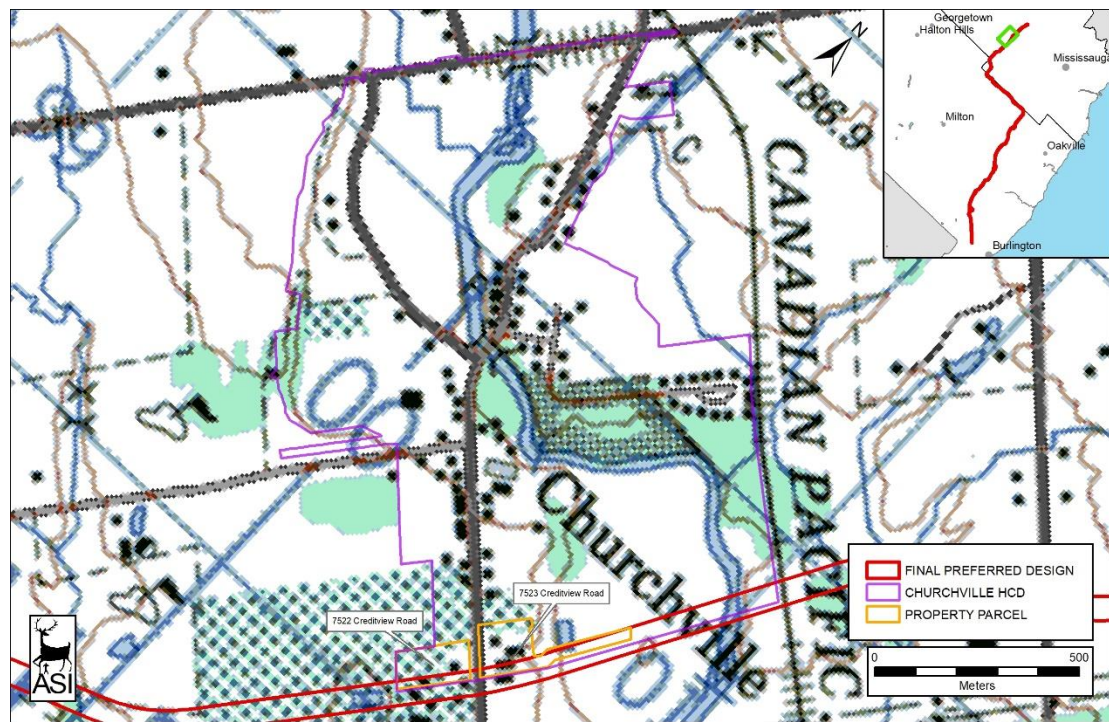 Georgetown
Halton Hills
Mississauga
Milton
Oakville
Burlington
N
186.9
C
CANADIAN PACIFIC
Churchville
7523 Creditview Road
7522 Creditview Road
FINAL PREFERRED DESIGN
CHURCHVILLE HCD
PROPERTY PARCEL
0 500
Meters
ASI